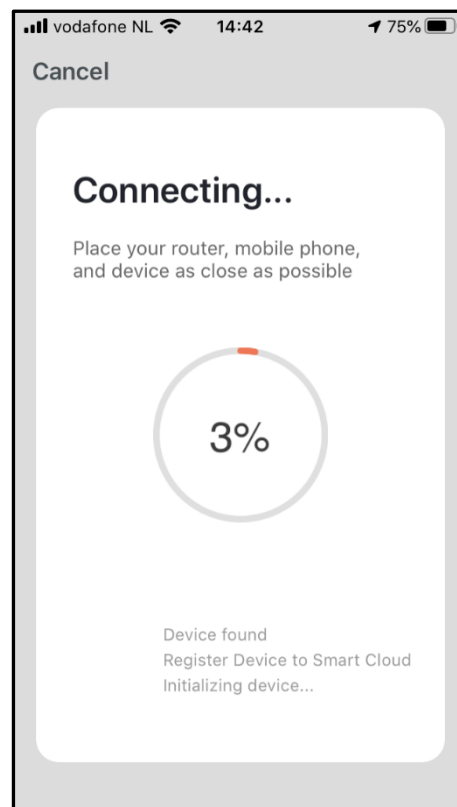 vodafone NL 14:42 75%
Cancel
Connecting...
Place your router, mobile phone,
and device as close as possible
3%
Device found
Register Device to Smart Cloud
Initializing device...